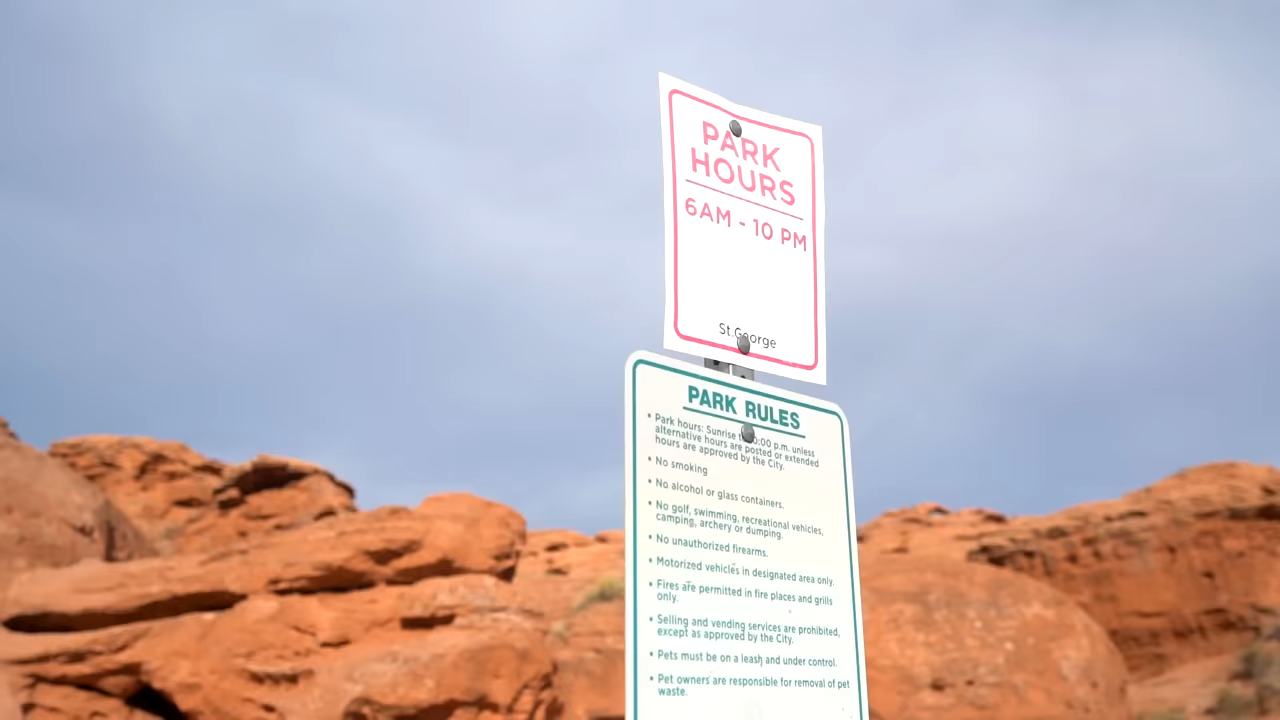 PARK
HOURS
6AM - 10 PM
St.George
PARK RULES
• Park hours: Sunrise 0:00 p.m. unless
alternative hours are posted or extended
hours are approved by the City.
• No smoking
• No alcohol or glass containers.
• No golf, swimming, recreational vehicles,
camping, archery or dumping.
• No unauthorized firearms.
• Motorized vehicles in designated area only.
• Fires are permitted in fire places and grills
only.
• Selling and vending services are prohibited,
except as approved by the City.
• Pets must be on a leash and under control.
• Pet owners are responsible for removal of pet
waste.